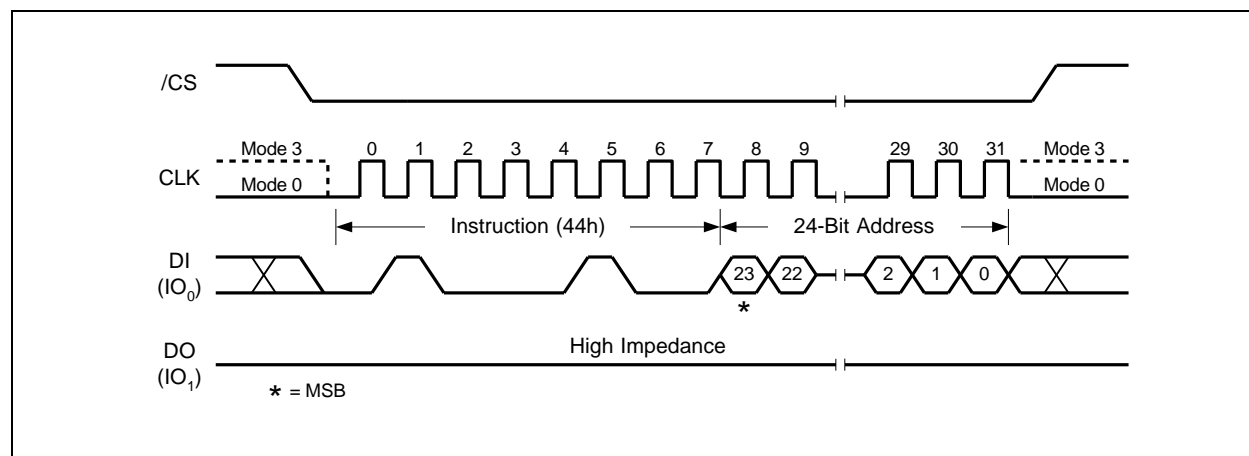 /CS
Mode 3
0 1 2 3 4 5 6 7 8 9 29 30 31
Mode 3
CLK
Mode 0
Mode 0
Instruction (44h)
24-Bit Address
DI
(IO0)
23 22 2 1 0
*
DO
(IO1)
High Impedance
* = MSB